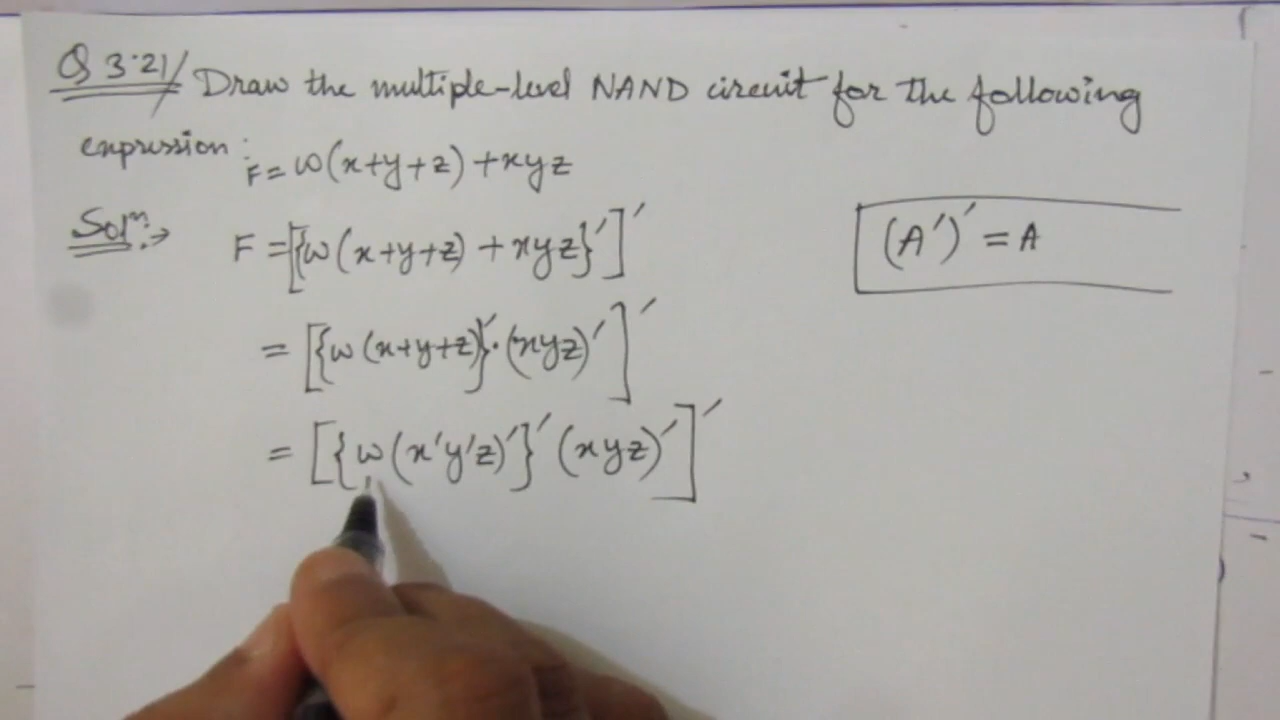 Q 3.21/ Draw the multiple-level NAND circuit for the following
expression: F = w(x+y+z) + xyz
Soln:→ F = [{w(x+y+z) + xyz}']' (A')' = A
= [{w(x+y+z)}'·(xyz)']'
= [{w(x'y'z)'}'(xyz)']'